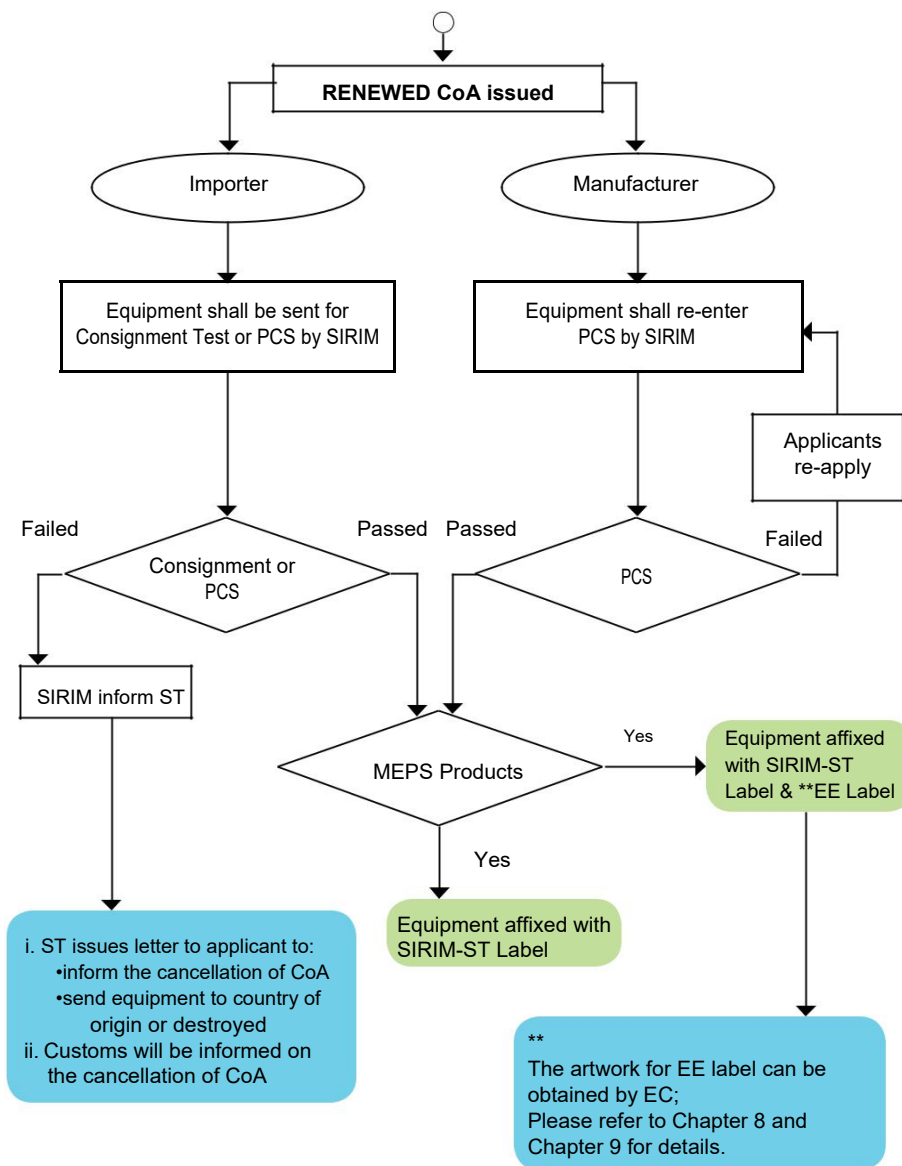 RENEWED CoA issued
Importer
Manufacturer
Equipment shall be sent for
Consignment Test or PCS by SIRIM
Equipment shall re-enter
PCS by SIRIM
Applicants
re-apply
Failed
Passed
Passed
Failed
Consignment or
PCS
PCS
SIRIM inform ST
MEPS Products
Yes
Equipment affixed
with SIRIM-ST
Label & **EE Label
Yes
Equipment affixed with
SIRIM-ST Label
i. ST issues letter to applicant to:
•inform the cancellation of CoA
•send equipment to country of
origin or destroyed
ii. Customs will be informed on
the cancellation of CoA
**
The artwork for EE label can be
obtained by EC;
Please refer to Chapter 8 and
Chapter 9 for details.